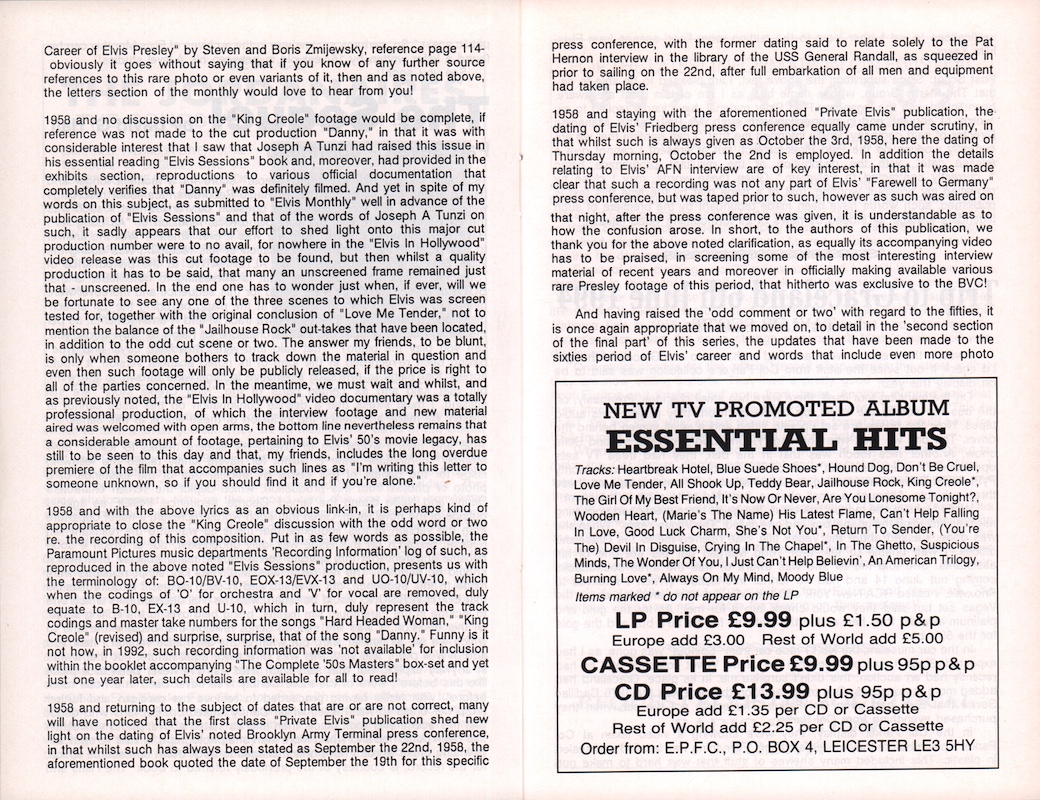 Career of Elvis Presley" by Steven and Boris Zmijewsky, reference page 114-
obviously it goes without saying that if you know of any further source
references to this rare photo or even variants of it, then and as noted above,
the letters section of the monthly would love to hear from you!
1958 and no discussion on the "King Creole" footage would be complete, if
reference was not made to the cut production "Danny," in that it was with
considerable interest that I saw that Joseph A Tunzi had raised this issue in
his essential reading "Elvis Sessions" book and, moreover, had provided in the
exhibits section, reproductions to various official documentation that
completely verifies that "Danny" was definitely filmed. And yet in spite of my
words on this subject, as submitted to "Elvis Monthly" well in advance of the
publication of "Elvis Sessions" and that of the words of Joseph A Tunzi on
such, it sadly appears that our effort to shed light onto this major cut
production number were to no avail, for nowhere in the "Elvis In Hollywood"
video release was this cut footage to be found, but then whilst a quality
production it has to be said, that many an unscreened frame remained just
that - unscreened. In the end one has to wonder just when, if ever, will we
be fortunate to see any one of the three scenes to which Elvis was screen
tested for, together with the original conclusion of "Love Me Tender," not to
mention the balance of the "Jailhouse Rock" out-takes that have been located,
in addition to the odd cut scene or two. The answer my friends, to be blunt,
is only when someone bothers to track down the material in question and
even then such footage will only be publicly released, if the price is right to
all of the parties concerned. In the meantime, we must wait and whilst, and
as previously noted, the "Elvis In Hollywood" video documentary was a totally
professional production, of which the interview footage and new material
aired was welcomed with open arms, the bottom line nevertheless remains that
a considerable amount of footage, pertaining to Elvis' 50's movie legacy, has
still to be seen to this day and that, my friends, includes the long overdue
premiere of the film that accompanies such lines as "I'm writing this letter to
someone unknown, so if you should find it and if you're alone."
1958 and with the above lyrics as an obvious link-in, it is perhaps kind of
appropriate to close the "King Creole" discussion with the odd word or two
re. the recording of this composition. Put in as few words as possible, the
Paramount Pictures music departments 'Recording Information' log of such, as
reproduced in the above noted "Elvis Sessions" production, presents us with
the terminology of: BO-10/BV-10, EOX-13/EVX-13 and UO-10/UV-10, which
when the codings of 'O' for orchestra and 'V' for vocal are removed, duly
equate to B-10, EX-13 and U-10, which in turn, duly represent the track
codings and master take numbers for the songs "Hard Headed Woman," "King
Creole" (revised) and surprise, surprise, that of the song "Danny." Funny is it
not how, in 1992, such recording information was 'not available' for inclusion
within the booklet accompanying "The Complete '50s Masters" box-set and yet
just one year later, such details are available for all to read!
1958 and returning to the subject of dates that are or are not correct, many
will have noticed that the first class "Private Elvis" publication shed new
light on the dating of Elvis' noted Brooklyn Army Terminal press conference,
in that whilst such has always been stated as September the 22nd, 1958, the
aforementioned book quoted the date of September the 19th for this specific
press conference, with the former dating said to relate solely to the Pat
Hernon interview in the library of the USS General Randall, as squeezed in
prior to sailing on the 22nd, after full embarkation of all men and equipment
had taken place.
1958 and staying with the aforementioned "Private Elvis" publication, the
dating of Elvis' Friedberg press conference equally came under scrutiny, in
that whilst such is always given as October the 3rd, 1958, here the dating of
Thursday morning, October the 2nd is employed. In addition the details
relating to Elvis' AFN interview are of key interest, in that it was made
clear that such a recording was not any part of Elvis' "Farewell to Germany"
press conference, but was taped prior to such, however as such was aired on
that night, after the press conference was given, it is understandable as to
how the confusion arose. In short, to the authors of this publication, we
thank you for the above noted clarification, as equally its accompanying video
has to be praised, in screening some of the most interesting interview
material of recent years and moreover in officially making available various
rare Presley footage of this period, that hitherto was exclusive to the BVC!
And having raised the 'odd comment or two' with regard to the fifties, it
is once again appropriate that we moved on, to detail in the 'second section
of the final part' of this series, the updates that have been made to the
sixties period of Elvis' career and words that include even more photo
NEW TV PROMOTED ALBUM
ESSENTIAL HITS
Tracks: Heartbreak Hotel, Blue Suede Shoes*, Hound Dog, Don't Be Cruel,
Love Me Tender, All Shook Up, Teddy Bear, Jailhouse Rock, King Creole*,
The Girl Of My Best Friend, It's Now Or Never, Are You Lonesome Tonight?,
Wooden Heart, (Marie's The Name) His Latest Flame, Can't Help Falling
In Love, Good Luck Charm, She's Not You*, Return To Sender, (You're
The) Devil In Disguise, Crying In The Chapel*, In The Ghetto, Suspicious
Minds, The Wonder Of You, I Just Can't Help Believin', An American Trilogy,
Burning Love*, Always On My Mind, Moody Blue
Items marked * do not appear on the LP
LP Price £9.99 plus £1.50 p&p
Europe add £3.00 Rest of World add £5.00
CASSETTE Price £9.99 plus 95p p&p
CD Price £13.99 plus 95p p&p
Europe add £1.35 per CD or Cassette
Rest of World add £2.25 per CD or Cassette
Order from: E.P.F.C., P.O. BOX 4, LEICESTER LE3 5HY